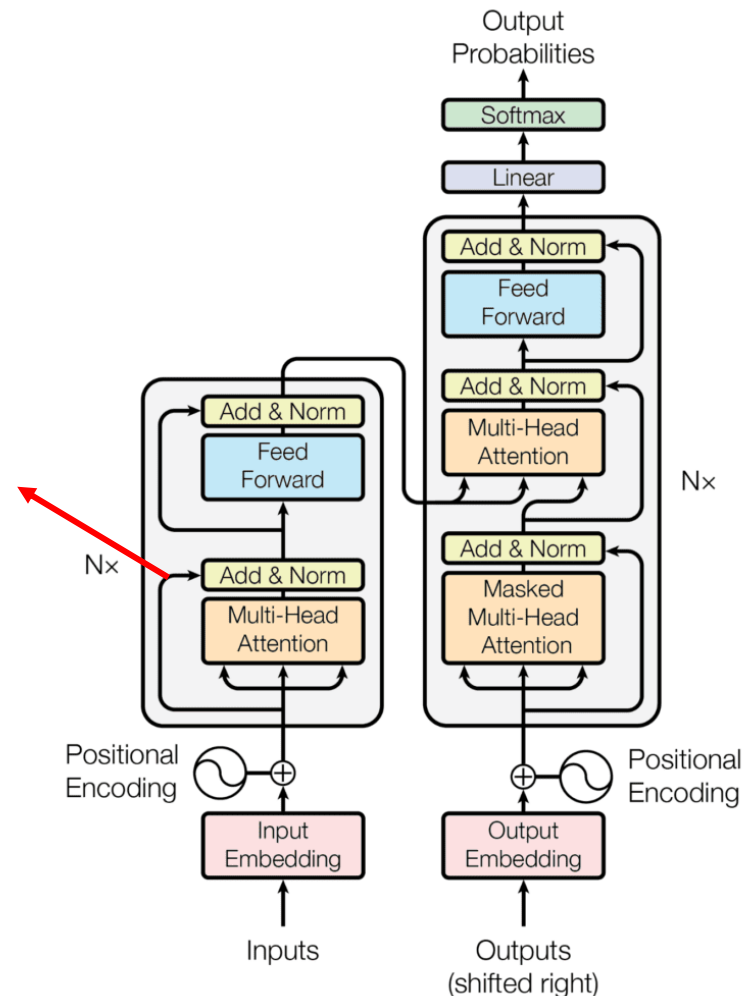 Output
Probabilities
Softmax
Linear
Add & Norm
Feed
Forward
Add & Norm
Multi-Head
Attention
Add & Norm
Masked
Multi-Head
Attention
N×
Add & Norm
Feed
Forward
Add & Norm
Multi-Head
Attention
N×
Positional
Encoding
Positional
Encoding
Input
Embedding
Output
Embedding
Inputs
Outputs
(shifted right)